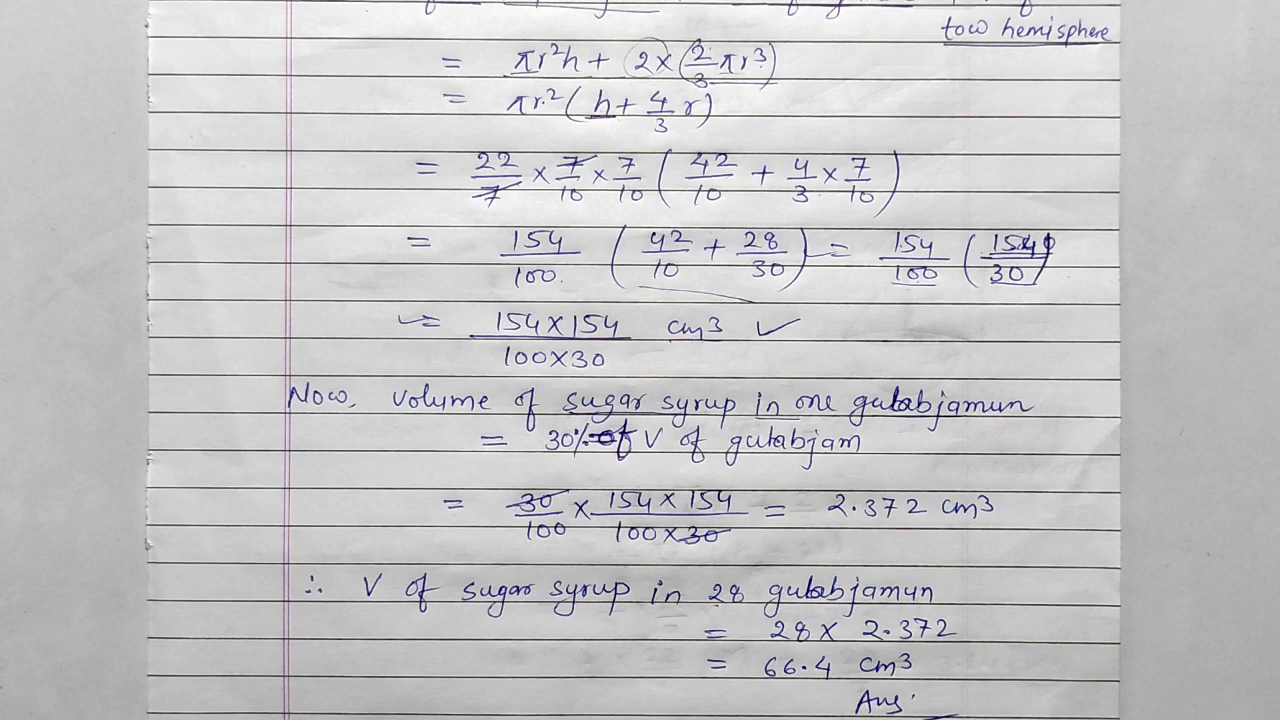 tow hemisphere
= πr²h + 2×(2/3 πr³)
= πr²(h + 4/3 r)
= 22/7 × 7/10 × 7/10 ( 42/10 + 4/3 × 7/10 )
= 154/100 ( 42/10 + 28/30 ) = 154/100 ( 154/30 )
= 154×154/100×30 cm3 ✓
Now, volume of sugar syrup in one gulabjamun
= 30% of V of gulabjam
= 30/100 × 154×154/100×30 = 2.372 cm3
∴ V of sugar syrup in 28 gulabjamun
= 28× 2.372
= 66.4 cm3
Ans.